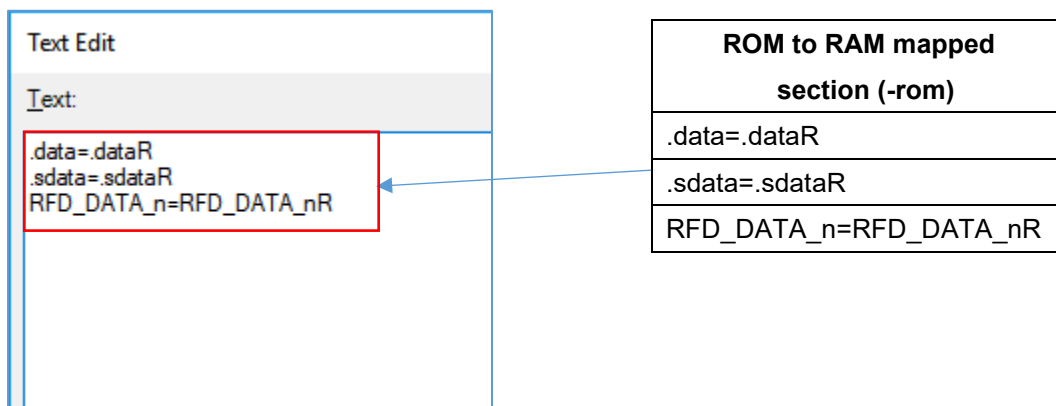 Text Edit
Text:
.data=.dataR
.sdata=.sdataR
RFD_DATA_n=RFD_DATA_nR
ROM to RAM mapped
section (-rom)
.data=.dataR
.sdata=.sdataR
RFD_DATA_n=RFD_DATA_nR